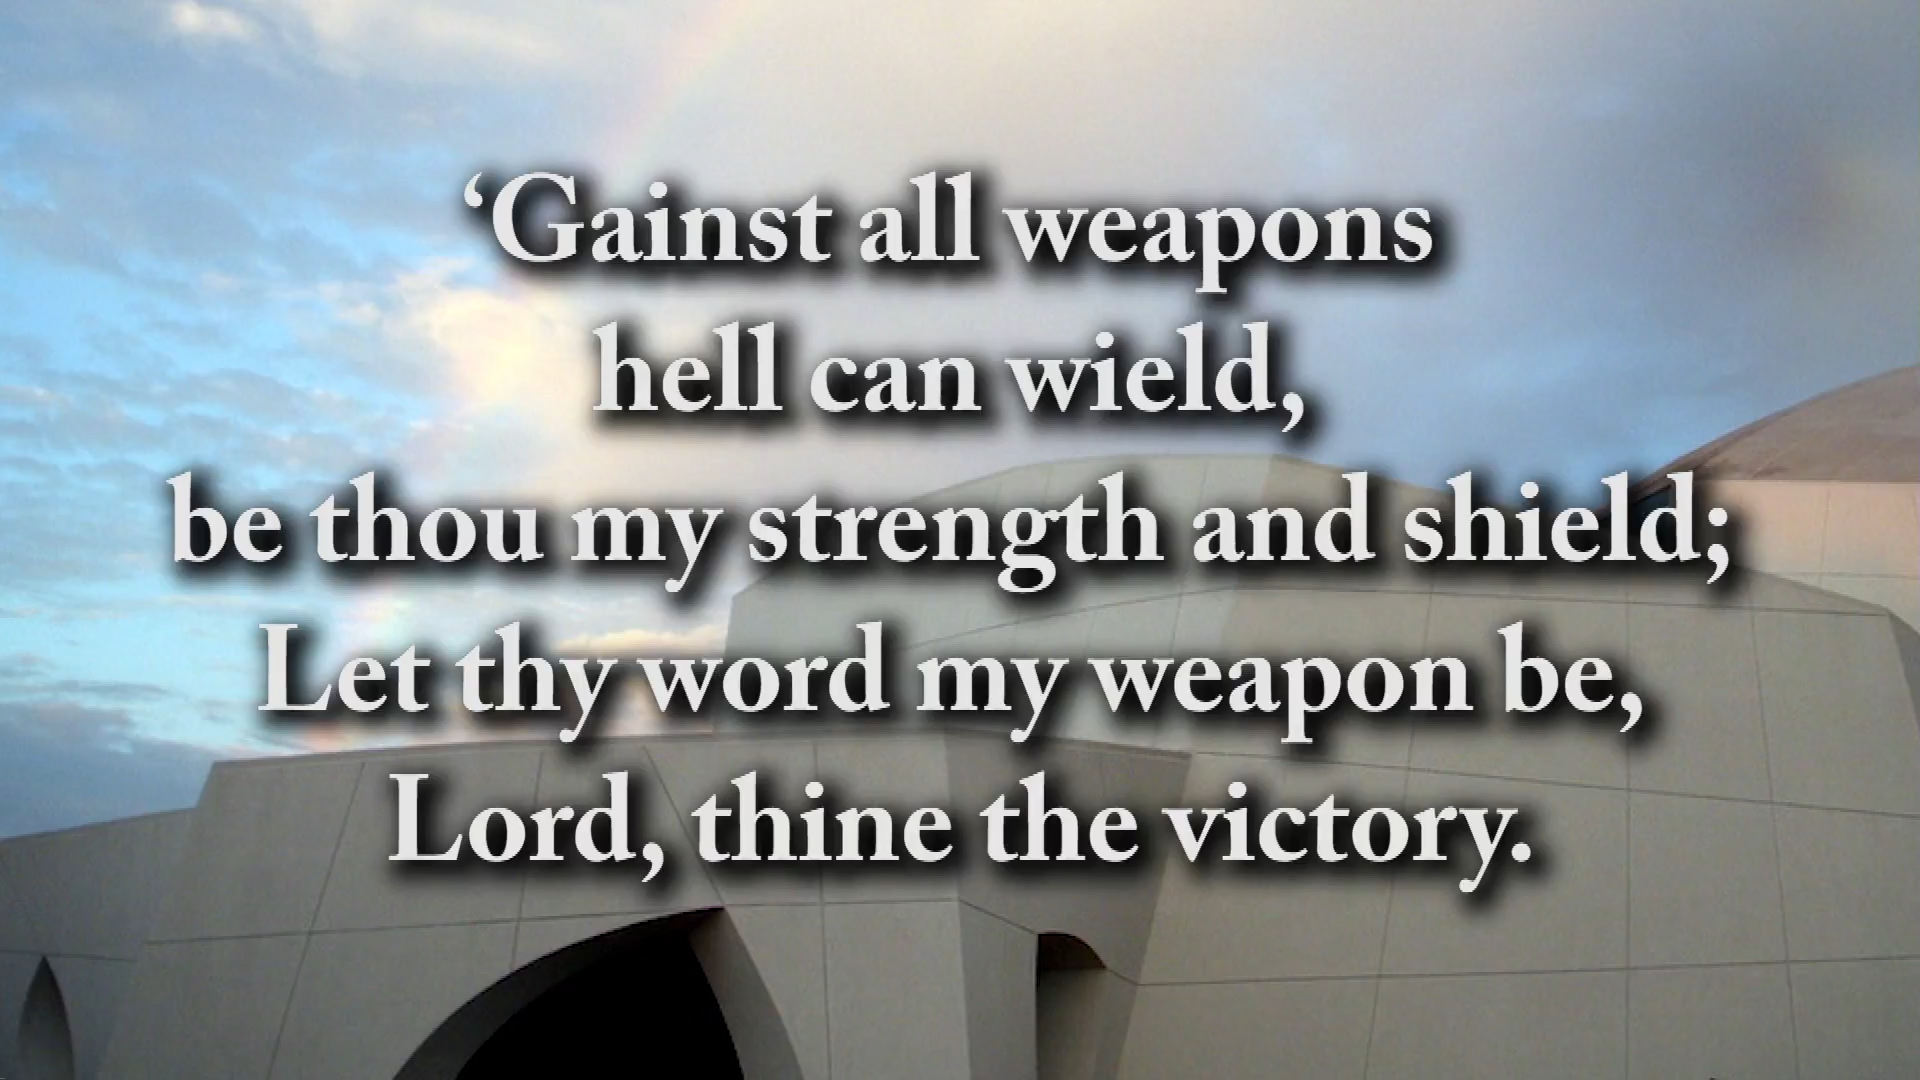 ‘Gainst all weapons
hell can wield,
be thou my strength and shield;
Let thy word my weapon be,
Lord, thine the victory.